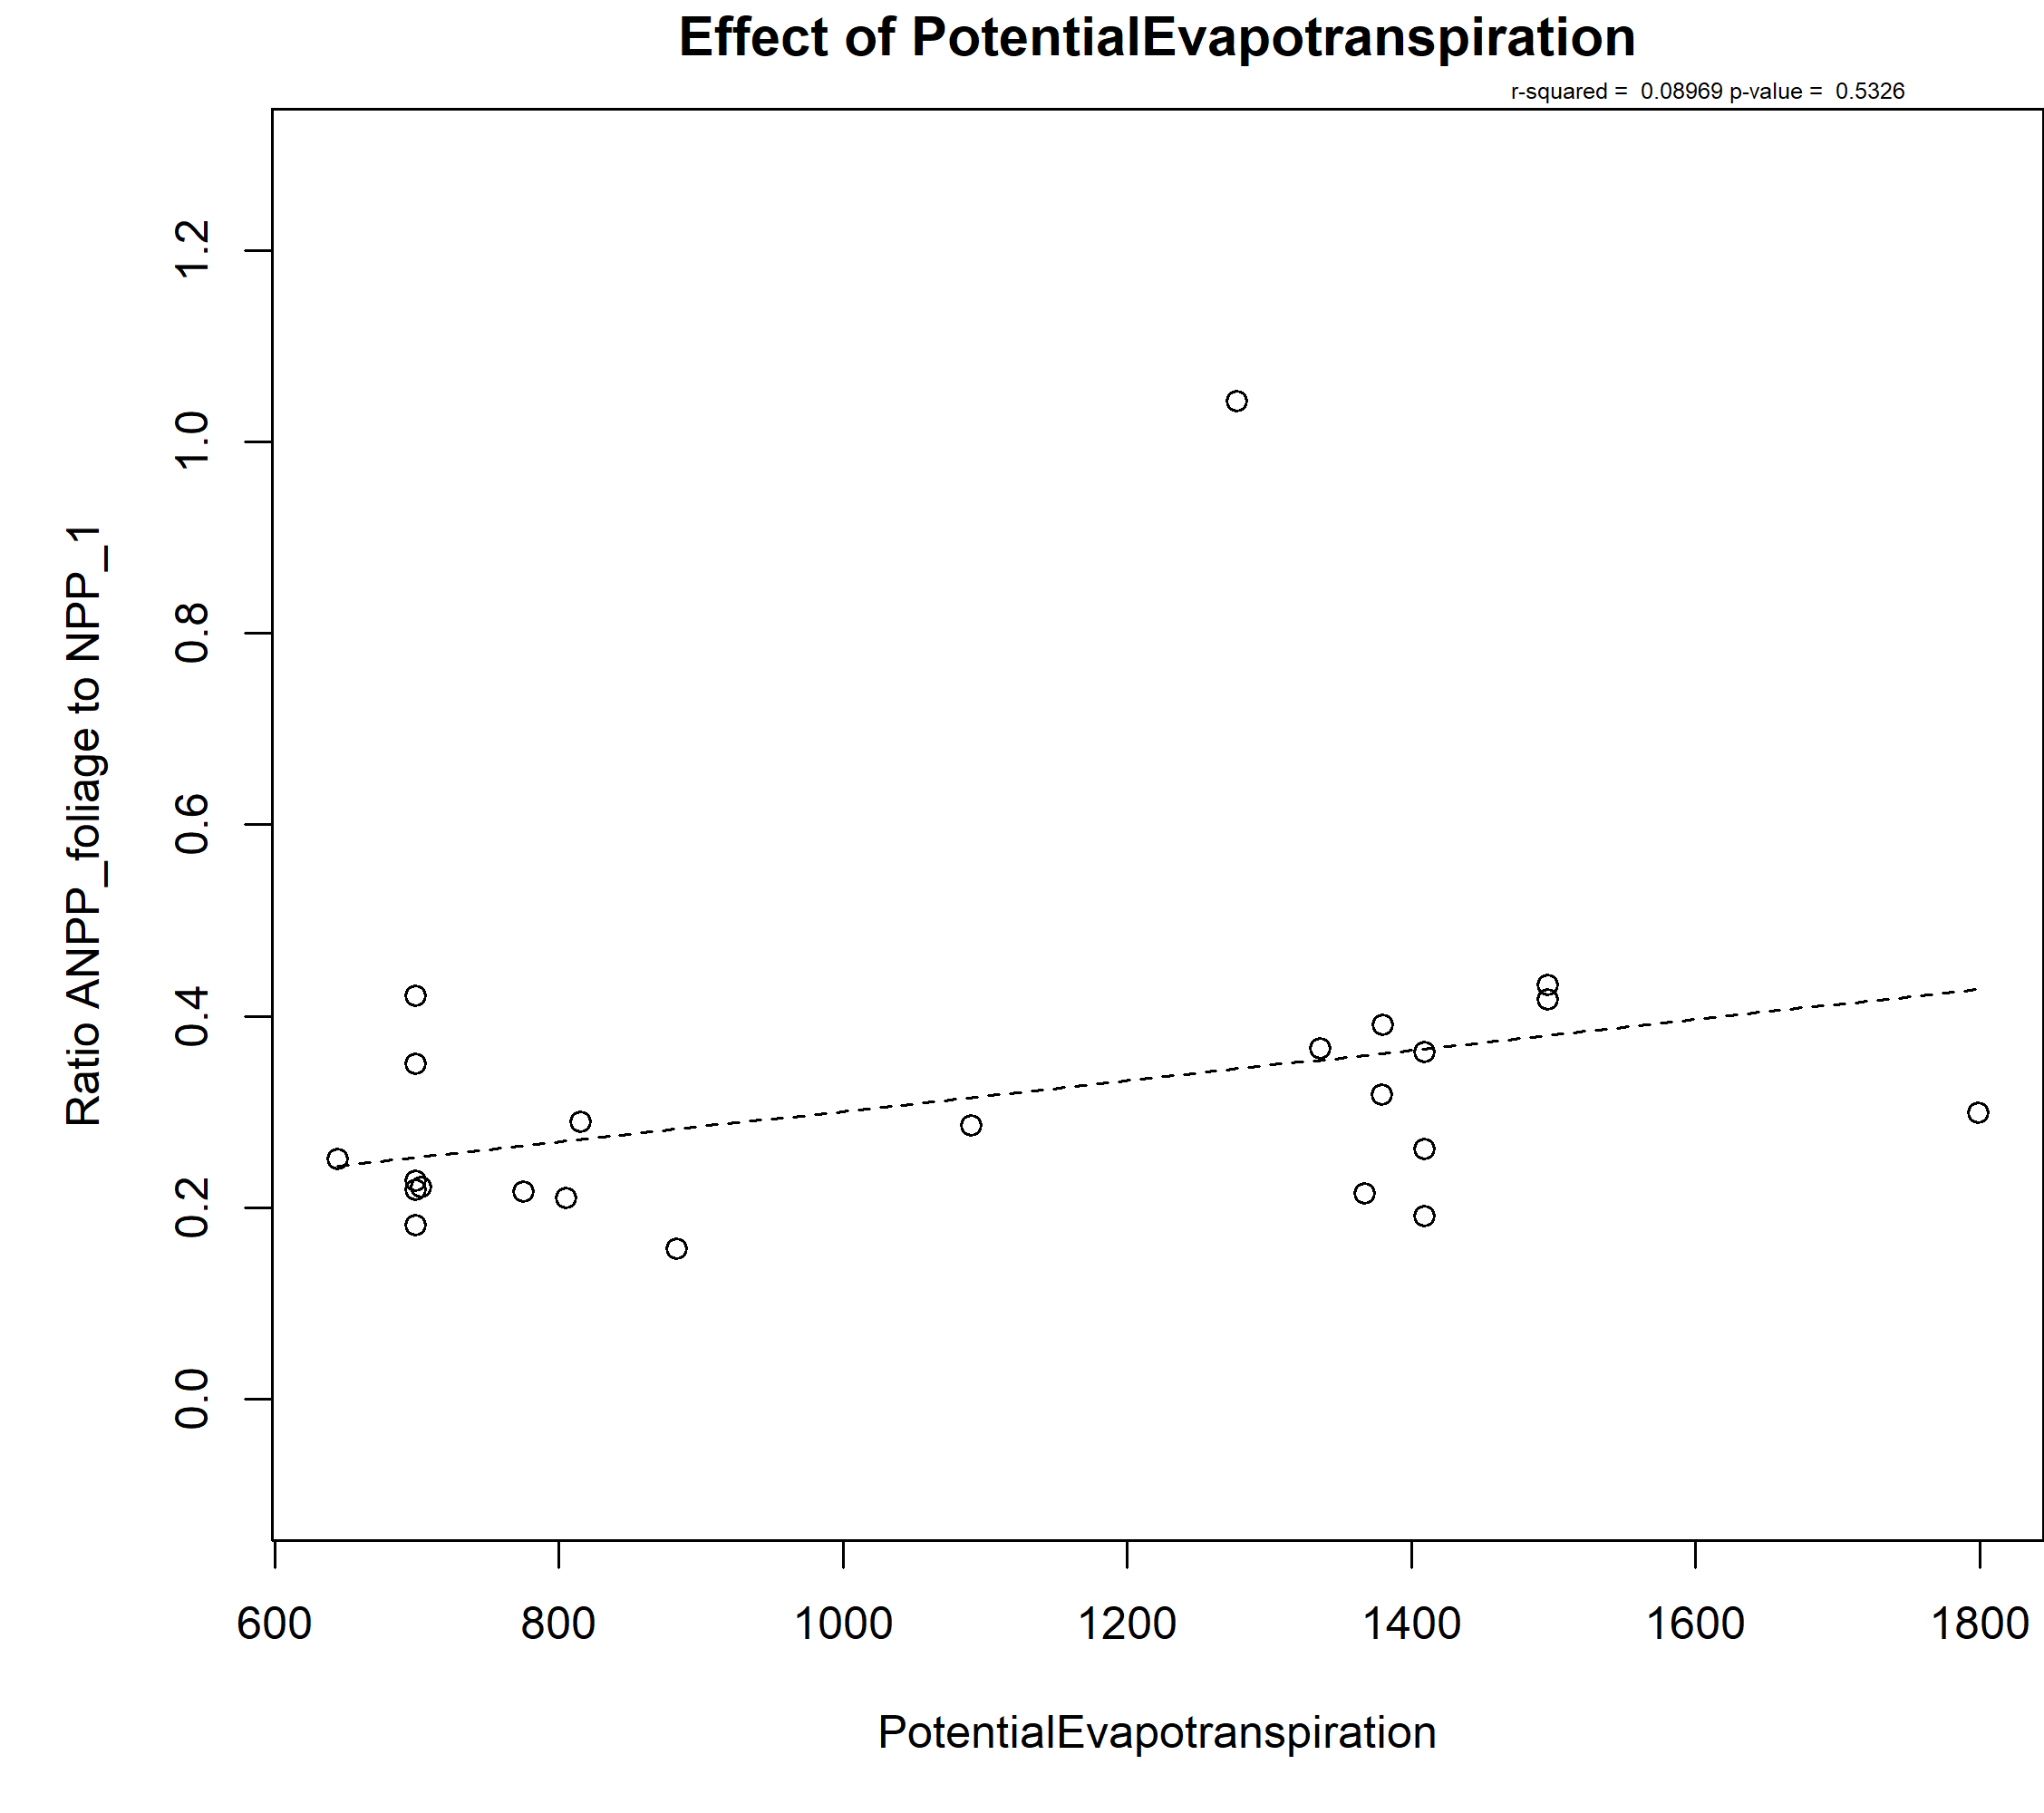 Effect of PotentialEvapotranspiration
r-squared = 0.08969 p-value = 0.5326
Ratio ANPP_foliage to NPP_1
1.2
1.0
0.8
0.6
0.4
0.2
0.0
600 800 1000 1200 1400 1600 1800
PotentialEvapotranspiration